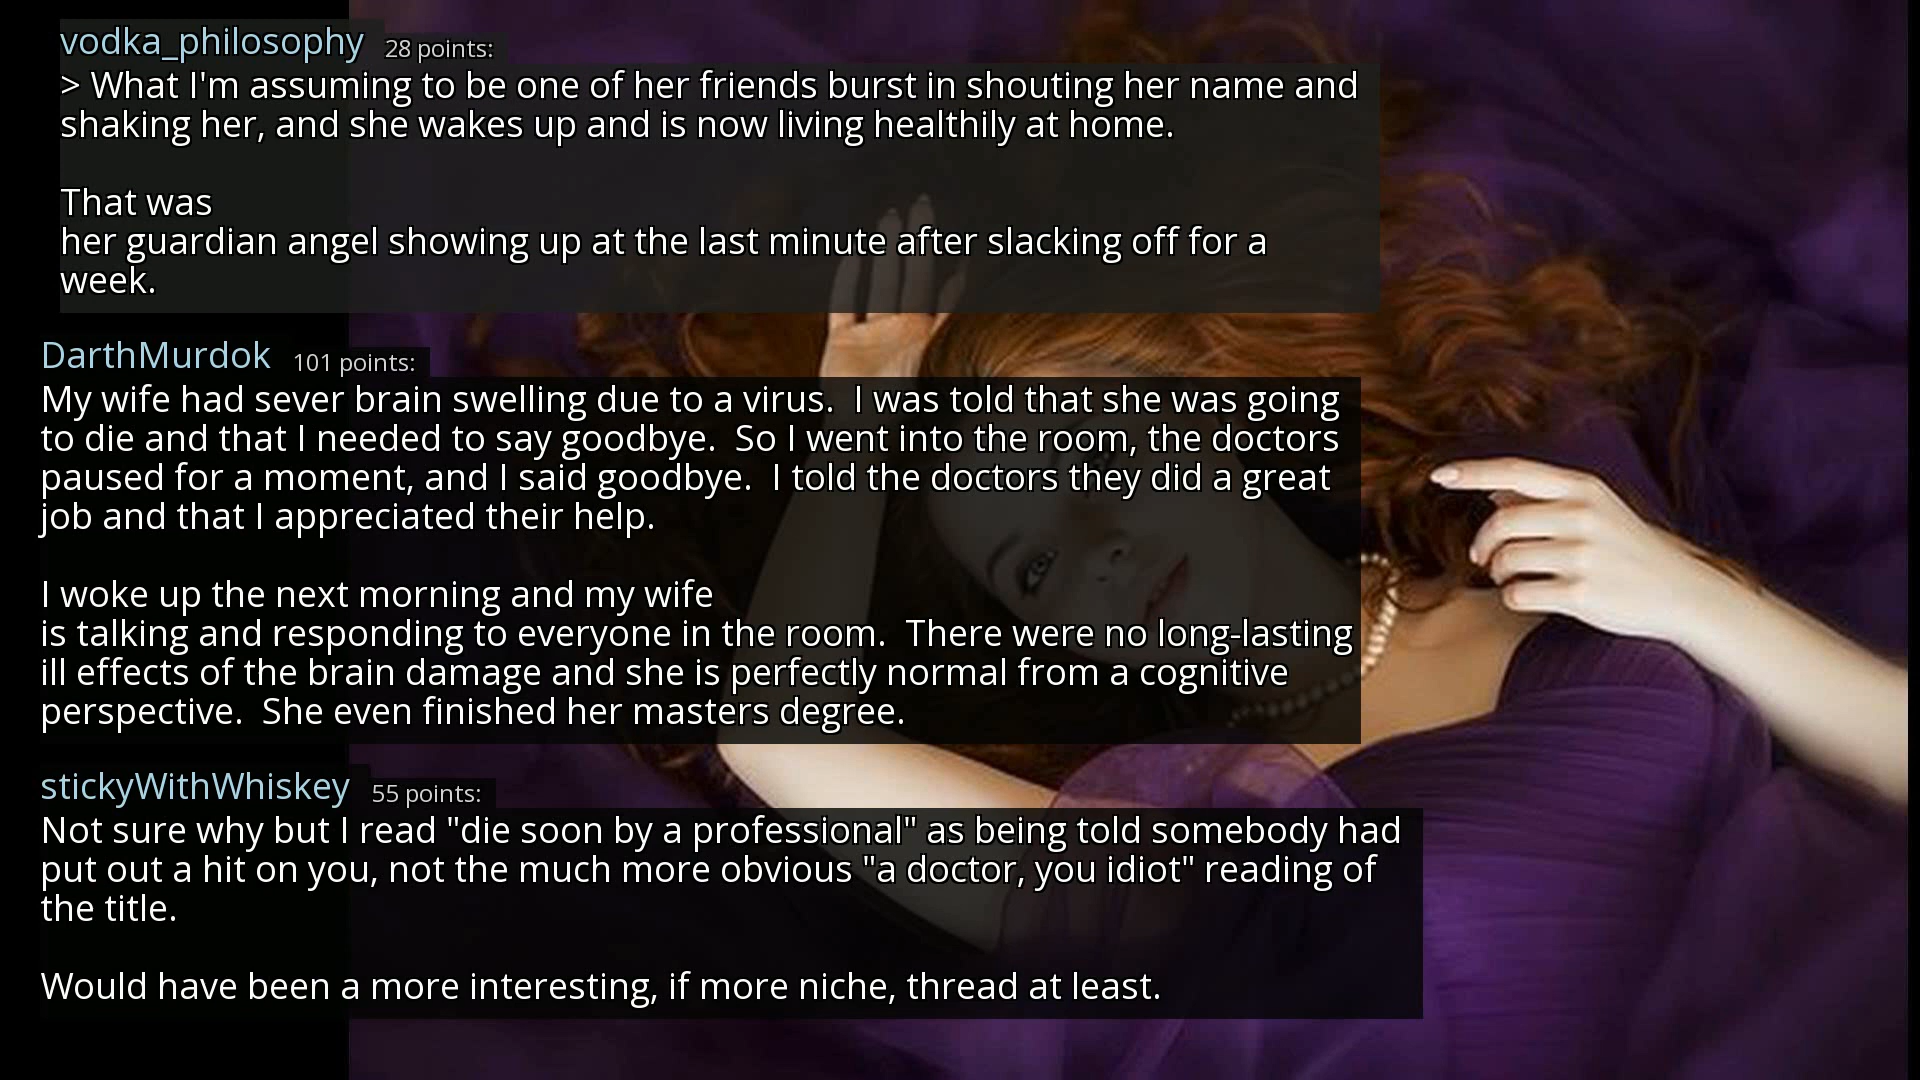 vodka_philosophy 28 points:
> What I'm assuming to be one of her friends burst in shouting her name and
shaking her, and she wakes up and is now living healthily at home.
That was
her guardian angel showing up at the last minute after slacking off for a
week.
DarthMurdok 101 points:
My wife had sever brain swelling due to a virus.  I was told that she was going
to die and that I needed to say goodbye.  So I went into the room, the doctors
paused for a moment, and I said goodbye.  I told the doctors they did a great
job and that I appreciated their help.
I woke up the next morning and my wife
is talking and responding to everyone in the room.  There were no long-lasting
ill effects of the brain damage and she is perfectly normal from a cognitive
perspective.  She even finished her masters degree.
stickyWithWhiskey 55 points:
Not sure why but I read "die soon by a professional" as being told somebody had
put out a hit on you, not the much more obvious "a doctor, you idiot" reading of
the title.
Would have been a more interesting, if more niche, thread at least.